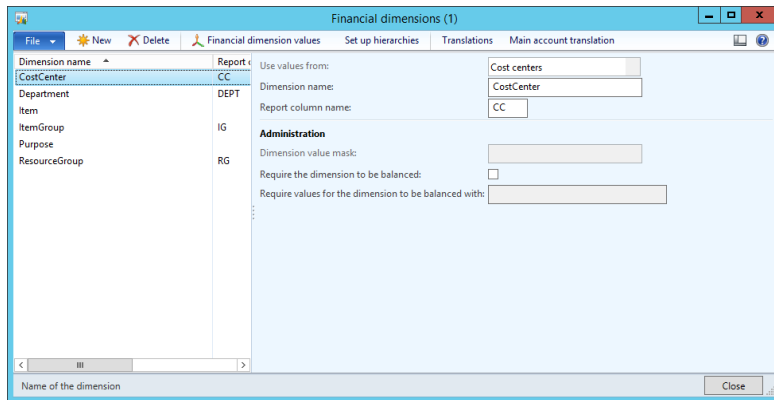 Financial dimensions (1)
File New Delete Financial dimension values Set up hierarchies Translations Main account translation
Dimension name Report c
CostCenter CC
Department DEPT
Item
ItemGroup IG
Purpose
ResourceGroup RG
Use values from: Cost centers
Dimension name: CostCenter
Report column name: CC
Administration
Dimension value mask:
Require the dimension to be balanced:
Require values for the dimension to be balanced with:
Name of the dimension
Close